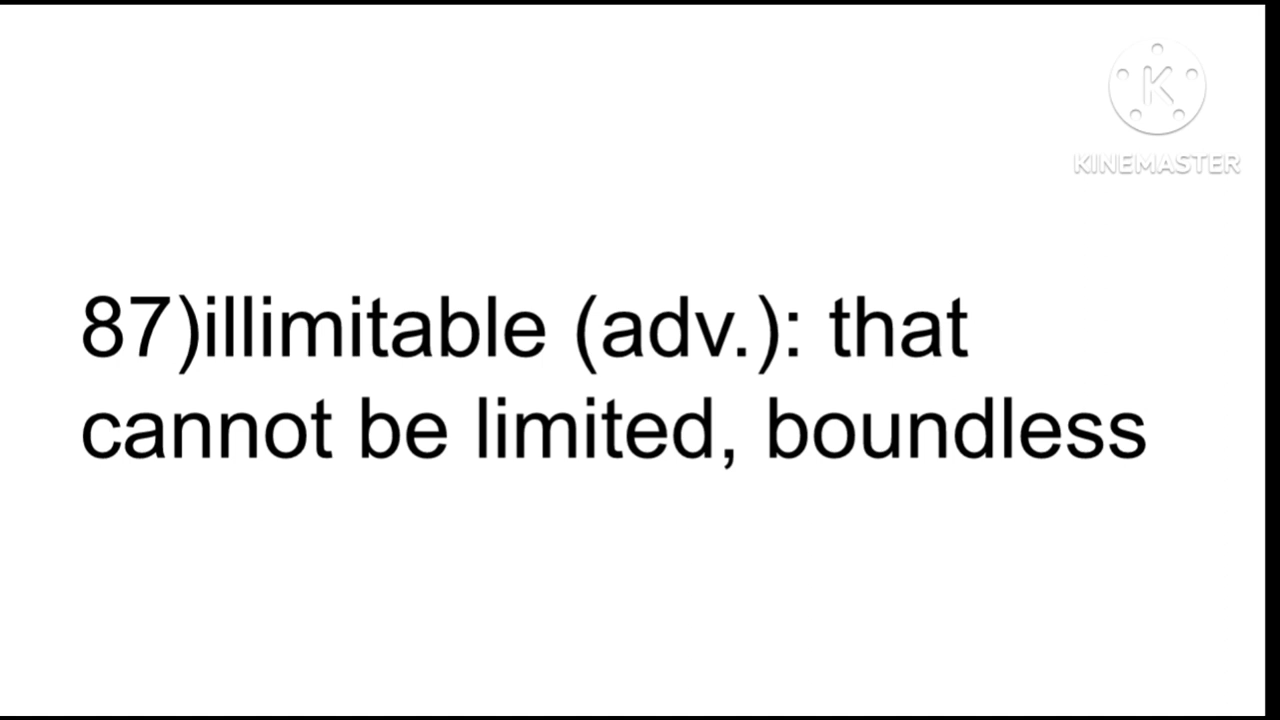 K
KINEMASTER
87)illimitable (adv.): that
cannot be limited, boundless